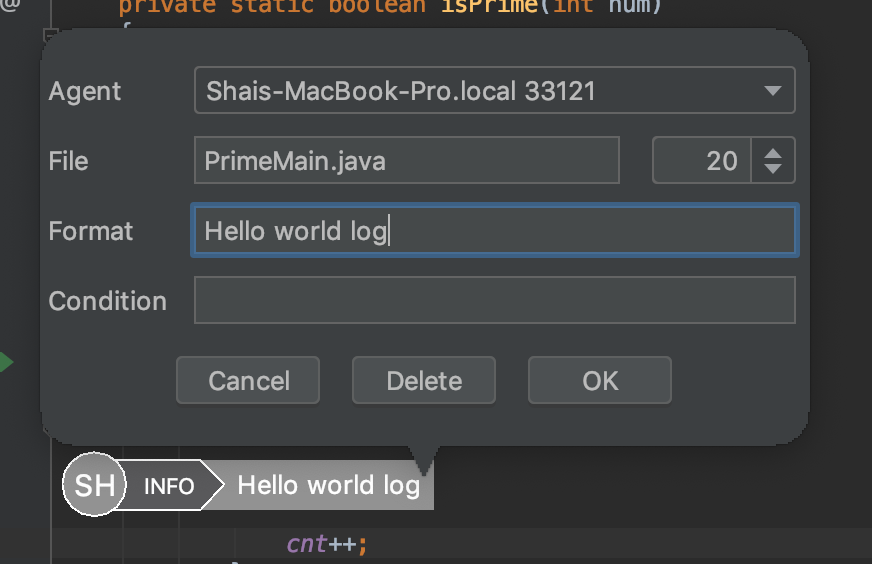 @ private static boolean isPrime(int num)
{
Agent Shais-MacBook-Pro.local 33121
File PrimeMain.java 20
Format Hello world log
Condition
Cancel Delete OK
SH INFO Hello world log
cnt++;